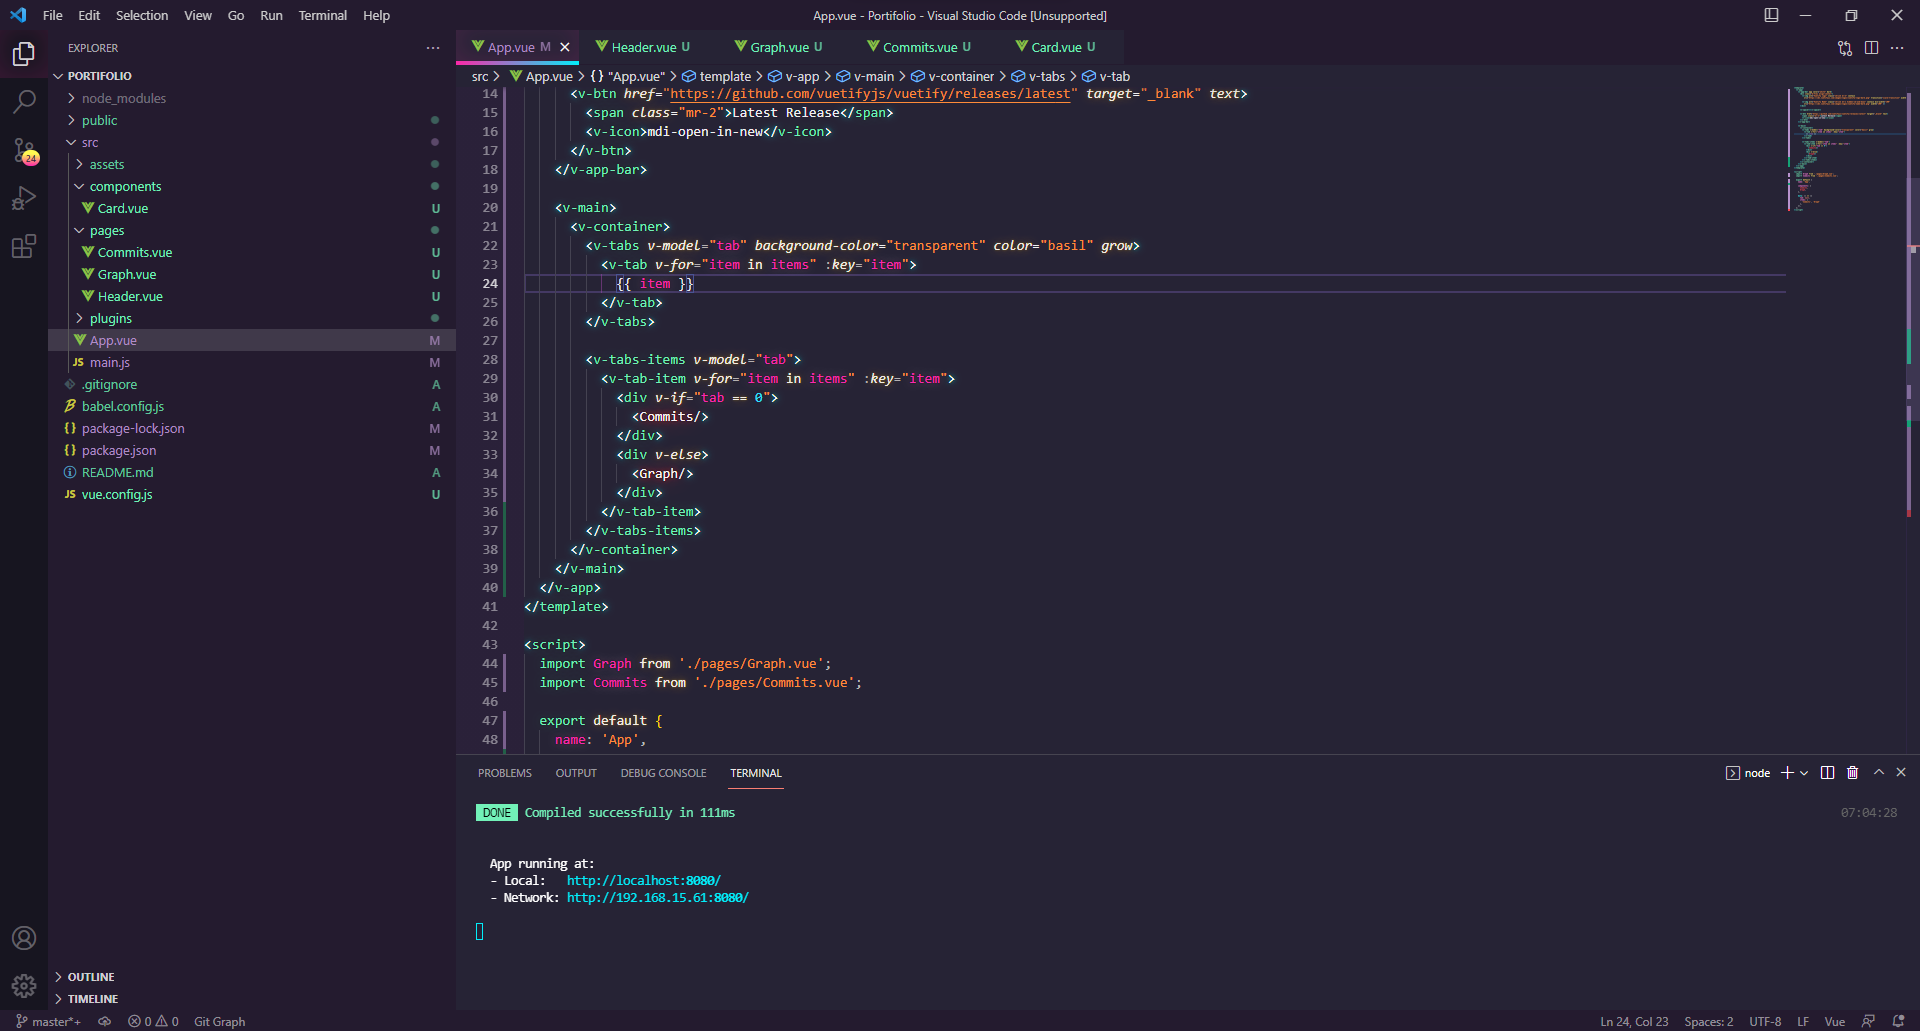 File Edit Selection View Go Run Terminal Help
App.vue - Portifolio - Visual Studio Code [Unsupported]
EXPLORER
PORTIFOLIO
node_modules
public
src
assets
components
Card.vue U
pages
Commits.vue U
Graph.vue U
Header.vue U
plugins
App.vue M
JS main.js M
.gitignore A
babel.config.js A
{} package-lock.json M
{} package.json M
README.md A
JS vue.config.js U
OUTLINE
TIMELINE
24
App.vue M Header.vue U Graph.vue U Commits.vue U Card.vue U
src > App.vue > {} "App.vue" > template > v-app > v-main > v-container > v-tabs > v-tab
14 <v-btn href="https://github.com/vuetifyjs/vuetify/releases/latest" target="_blank" text>
15 <span class="mr-2">Latest Release</span>
16 <v-icon>mdi-open-in-new</v-icon>
17 </v-btn>
18 </v-app-bar>
19
20 <v-main>
21 <v-container>
22 <v-tabs v-model="tab" background-color="transparent" color="basil" grow>
23 <v-tab v-for="item in items" :key="item">
24 {{ item }}
25 </v-tab>
26 </v-tabs>
27
28 <v-tabs-items v-model="tab">
29 <v-tab-item v-for="item in items" :key="item">
30 <div v-if="tab == 0">
31 <Commits/>
32 </div>
33 <div v-else>
34 <Graph/>
35 </div>
36 </v-tab-item>
37 </v-tabs-items>
38 </v-container>
39 </v-main>
40 </v-app>
41 </template>
42
43 <script>
44 import Graph from './pages/Graph.vue';
45 import Commits from './pages/Commits.vue';
46
47 export default {
48 name: 'App',
PROBLEMS OUTPUT DEBUG CONSOLE TERMINAL
node
DONE Compiled successfully in 111ms 07:04:28
App running at:
- Local: http://localhost:8080/
- Network: http://192.168.15.61:8080/
master*+ 0 0 Git Graph
Ln 24, Col 23 Spaces: 2 UTF-8 LF Vue